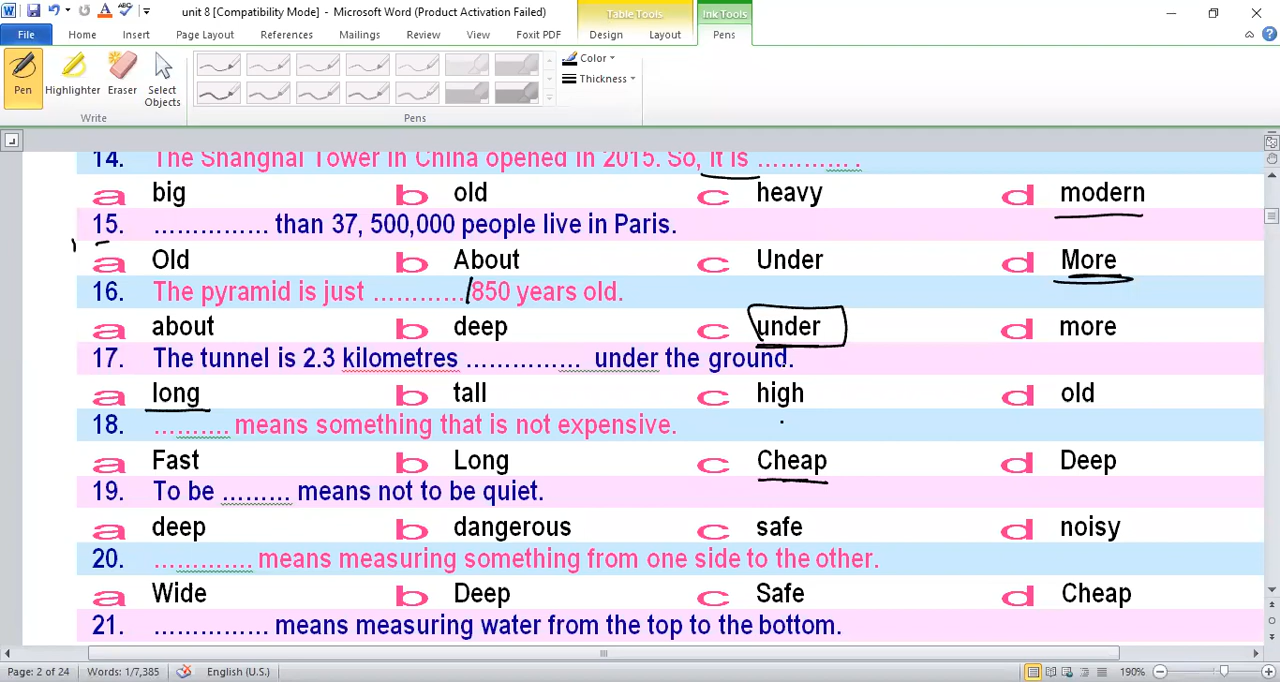 unit 8 [Compatibility Mode] - Microsoft Word (Product Activation Failed)
Table Tools
Ink Tools
File
Home
Insert
Page Layout
References
Mailings
Review
View
Foxit PDF
Design
Layout
Pens
Pen
Highlighter
Eraser
Select Objects
Color
Thickness
Write
Pens
14. The Shanghai Tower in China opened in 2015. So, it is ………….. .
a big b old c heavy d modern
15. …………… than 37, 500,000 people live in Paris.
a Old b About c Under d More
16. The pyramid is just ………… 850 years old.
a about b deep c under d more
17. The tunnel is 2.3 kilometres …………… under the ground.
a long b tall c high d old
18. ………. means something that is not expensive.
a Fast b Long c Cheap d Deep
19. To be ……… means not to be quiet.
a deep b dangerous c safe d noisy
20. …………. means measuring something from one side to the other.
a Wide b Deep c Safe d Cheap
21. …………… means measuring water from the top to the bottom.
Page: 2 of 24
Words: 1/7,385
English (U.S.)
190%